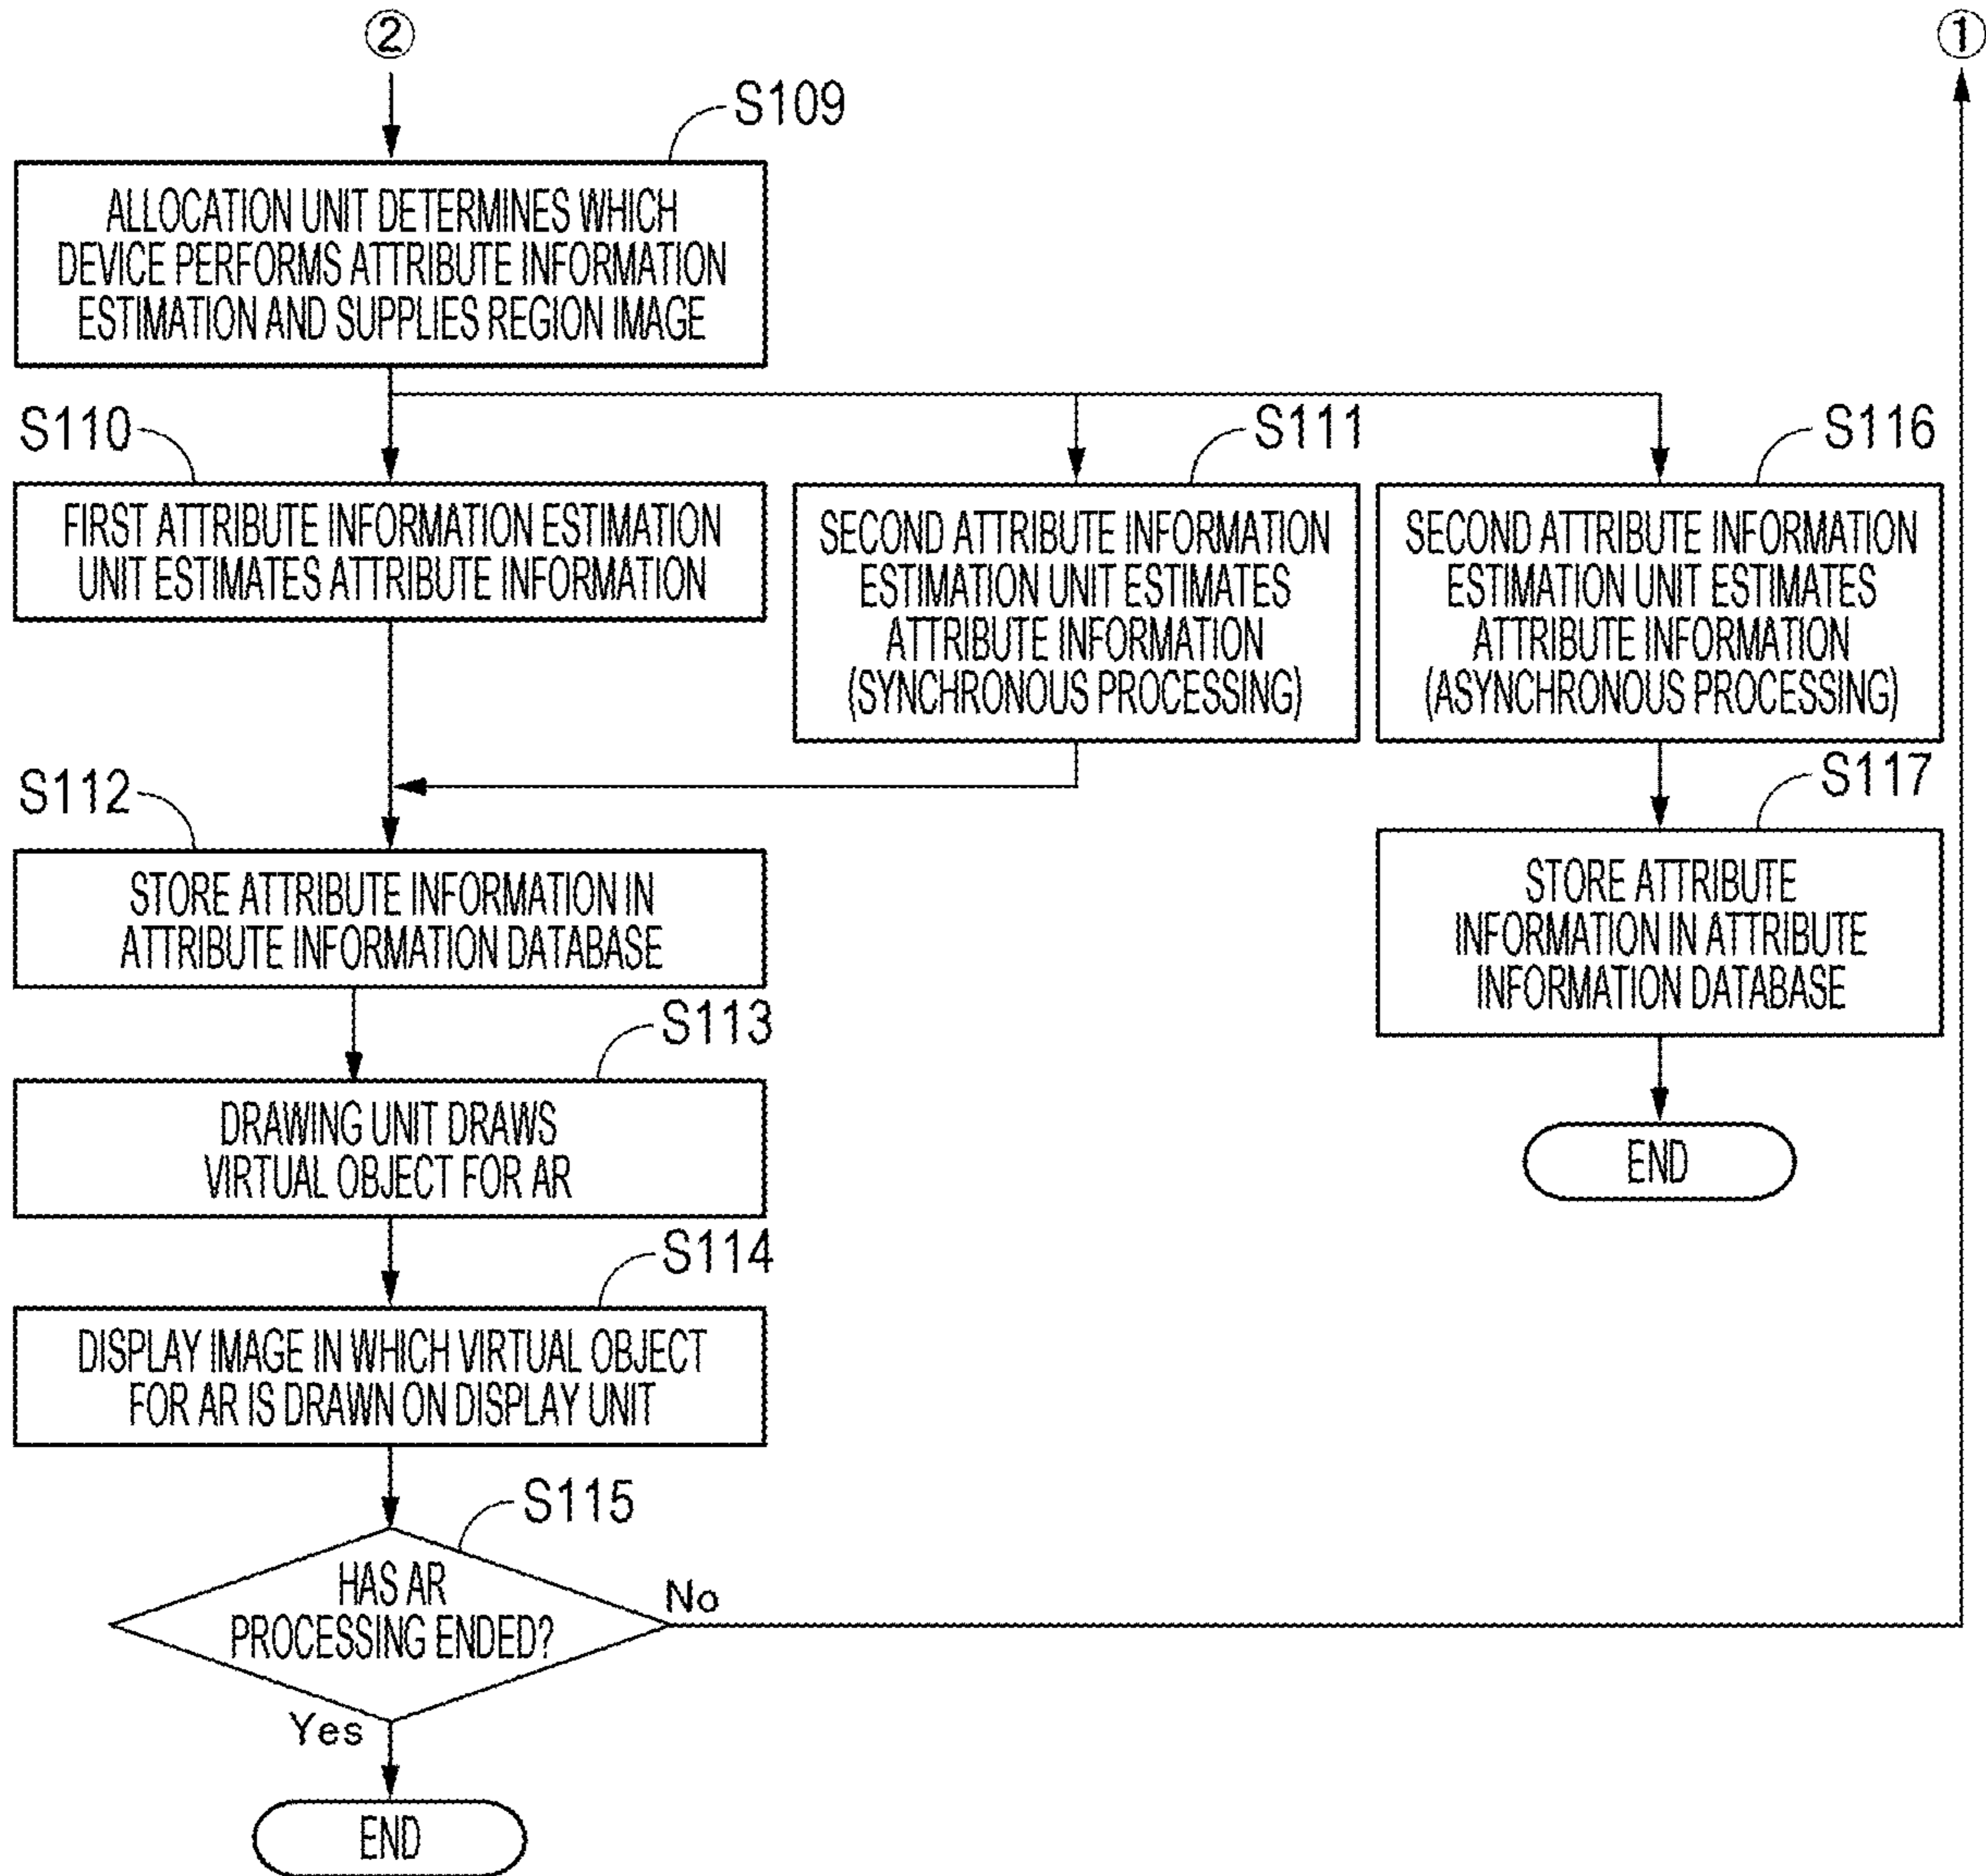 ②
①
S109
ALLOCATION UNIT DETERMINES WHICH
DEVICE PERFORMS ATTRIBUTE INFORMATION
ESTIMATION AND SUPPLIES REGION IMAGE
S110
FIRST ATTRIBUTE INFORMATION ESTIMATION
UNIT ESTIMATES ATTRIBUTE INFORMATION
S111
SECOND ATTRIBUTE INFORMATION
ESTIMATION UNIT ESTIMATES
ATTRIBUTE INFORMATION
(SYNCHRONOUS PROCESSING)
S116
SECOND ATTRIBUTE INFORMATION
ESTIMATION UNIT ESTIMATES
ATTRIBUTE INFORMATION
(ASYNCHRONOUS PROCESSING)
S112
STORE ATTRIBUTE INFORMATION IN
ATTRIBUTE INFORMATION DATABASE
S117
STORE ATTRIBUTE
INFORMATION IN ATTRIBUTE
INFORMATION DATABASE
END
S113
DRAWING UNIT DRAWS
VIRTUAL OBJECT FOR AR
S114
DISPLAY IMAGE IN WHICH VIRTUAL OBJECT
FOR AR IS DRAWN ON DISPLAY UNIT
S115
HAS AR
PROCESSING ENDED?
No
Yes
END